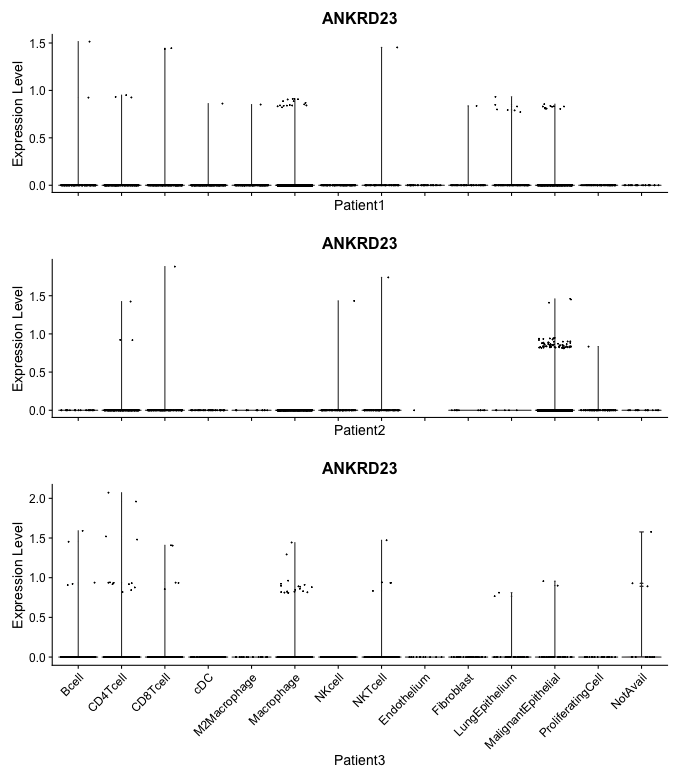 ANKRD23
Expression Level
1.5
1.0
0.5
0.0
Patient1
ANKRD23
Expression Level
1.5
1.0
0.5
0.0
Patient2
ANKRD23
Expression Level
2.0
1.5
1.0
0.5
0.0
Bcell
CD4Tcell
CD8Tcell
cDC
M2Macrophage
Macrophage
NKcell
NKTcell
Endothelium
Fibroblast
LungEpithelium
MalignantEpithelial
ProliferatingCell
NotAvail
Patient3